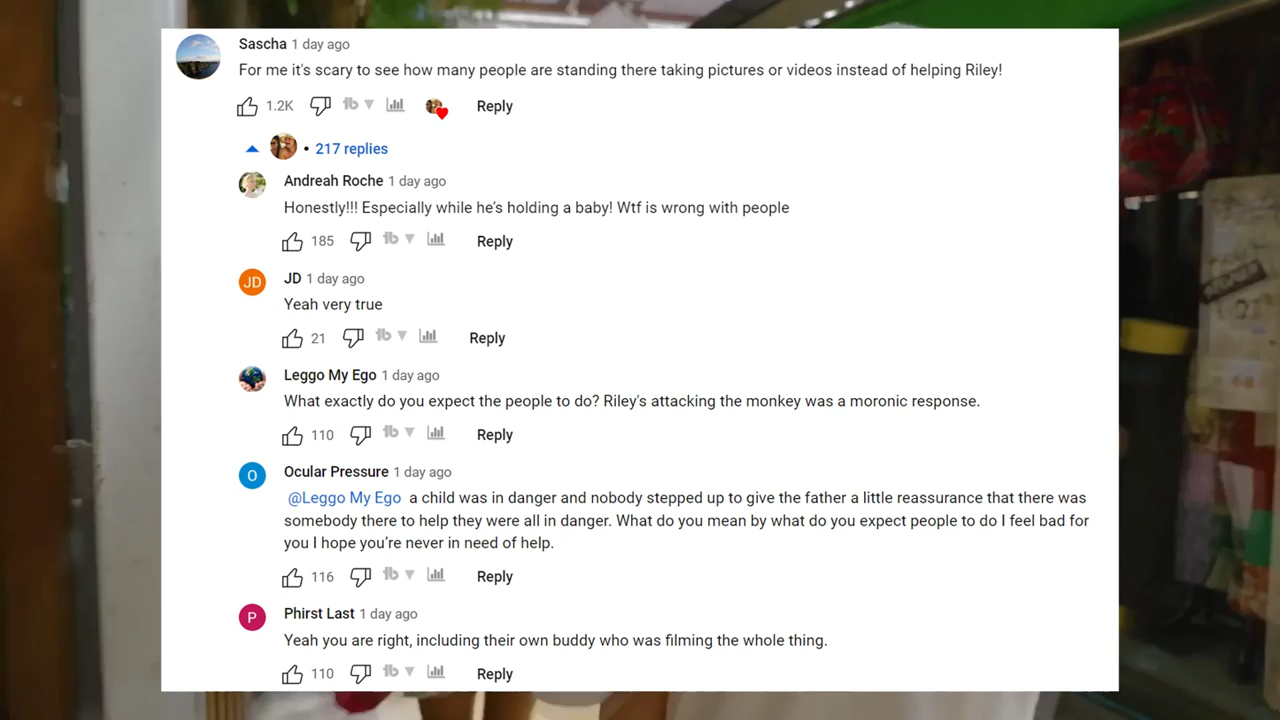 Sascha 1 day ago
For me it's scary to see how many people are standing there taking pictures or videos instead of helping Riley!
1.2K tb Reply
217 replies
Andreah Roche 1 day ago
Honestly!!! Especially while he’s holding a baby! Wtf is wrong with people
185 tb Reply
JD
JD 1 day ago
Yeah very true
21 tb Reply
Leggo My Ego 1 day ago
What exactly do you expect the people to do? Riley's attacking the monkey was a moronic response.
110 tb Reply
O
Ocular Pressure 1 day ago
@Leggo My Ego a child was in danger and nobody stepped up to give the father a little reassurance that there was
somebody there to help they were all in danger. What do you mean by what do you expect people to do I feel bad for
you I hope you’re never in need of help.
116 tb Reply
P
Phirst Last 1 day ago
Yeah you are right, including their own buddy who was filming the whole thing.
110 tb Reply